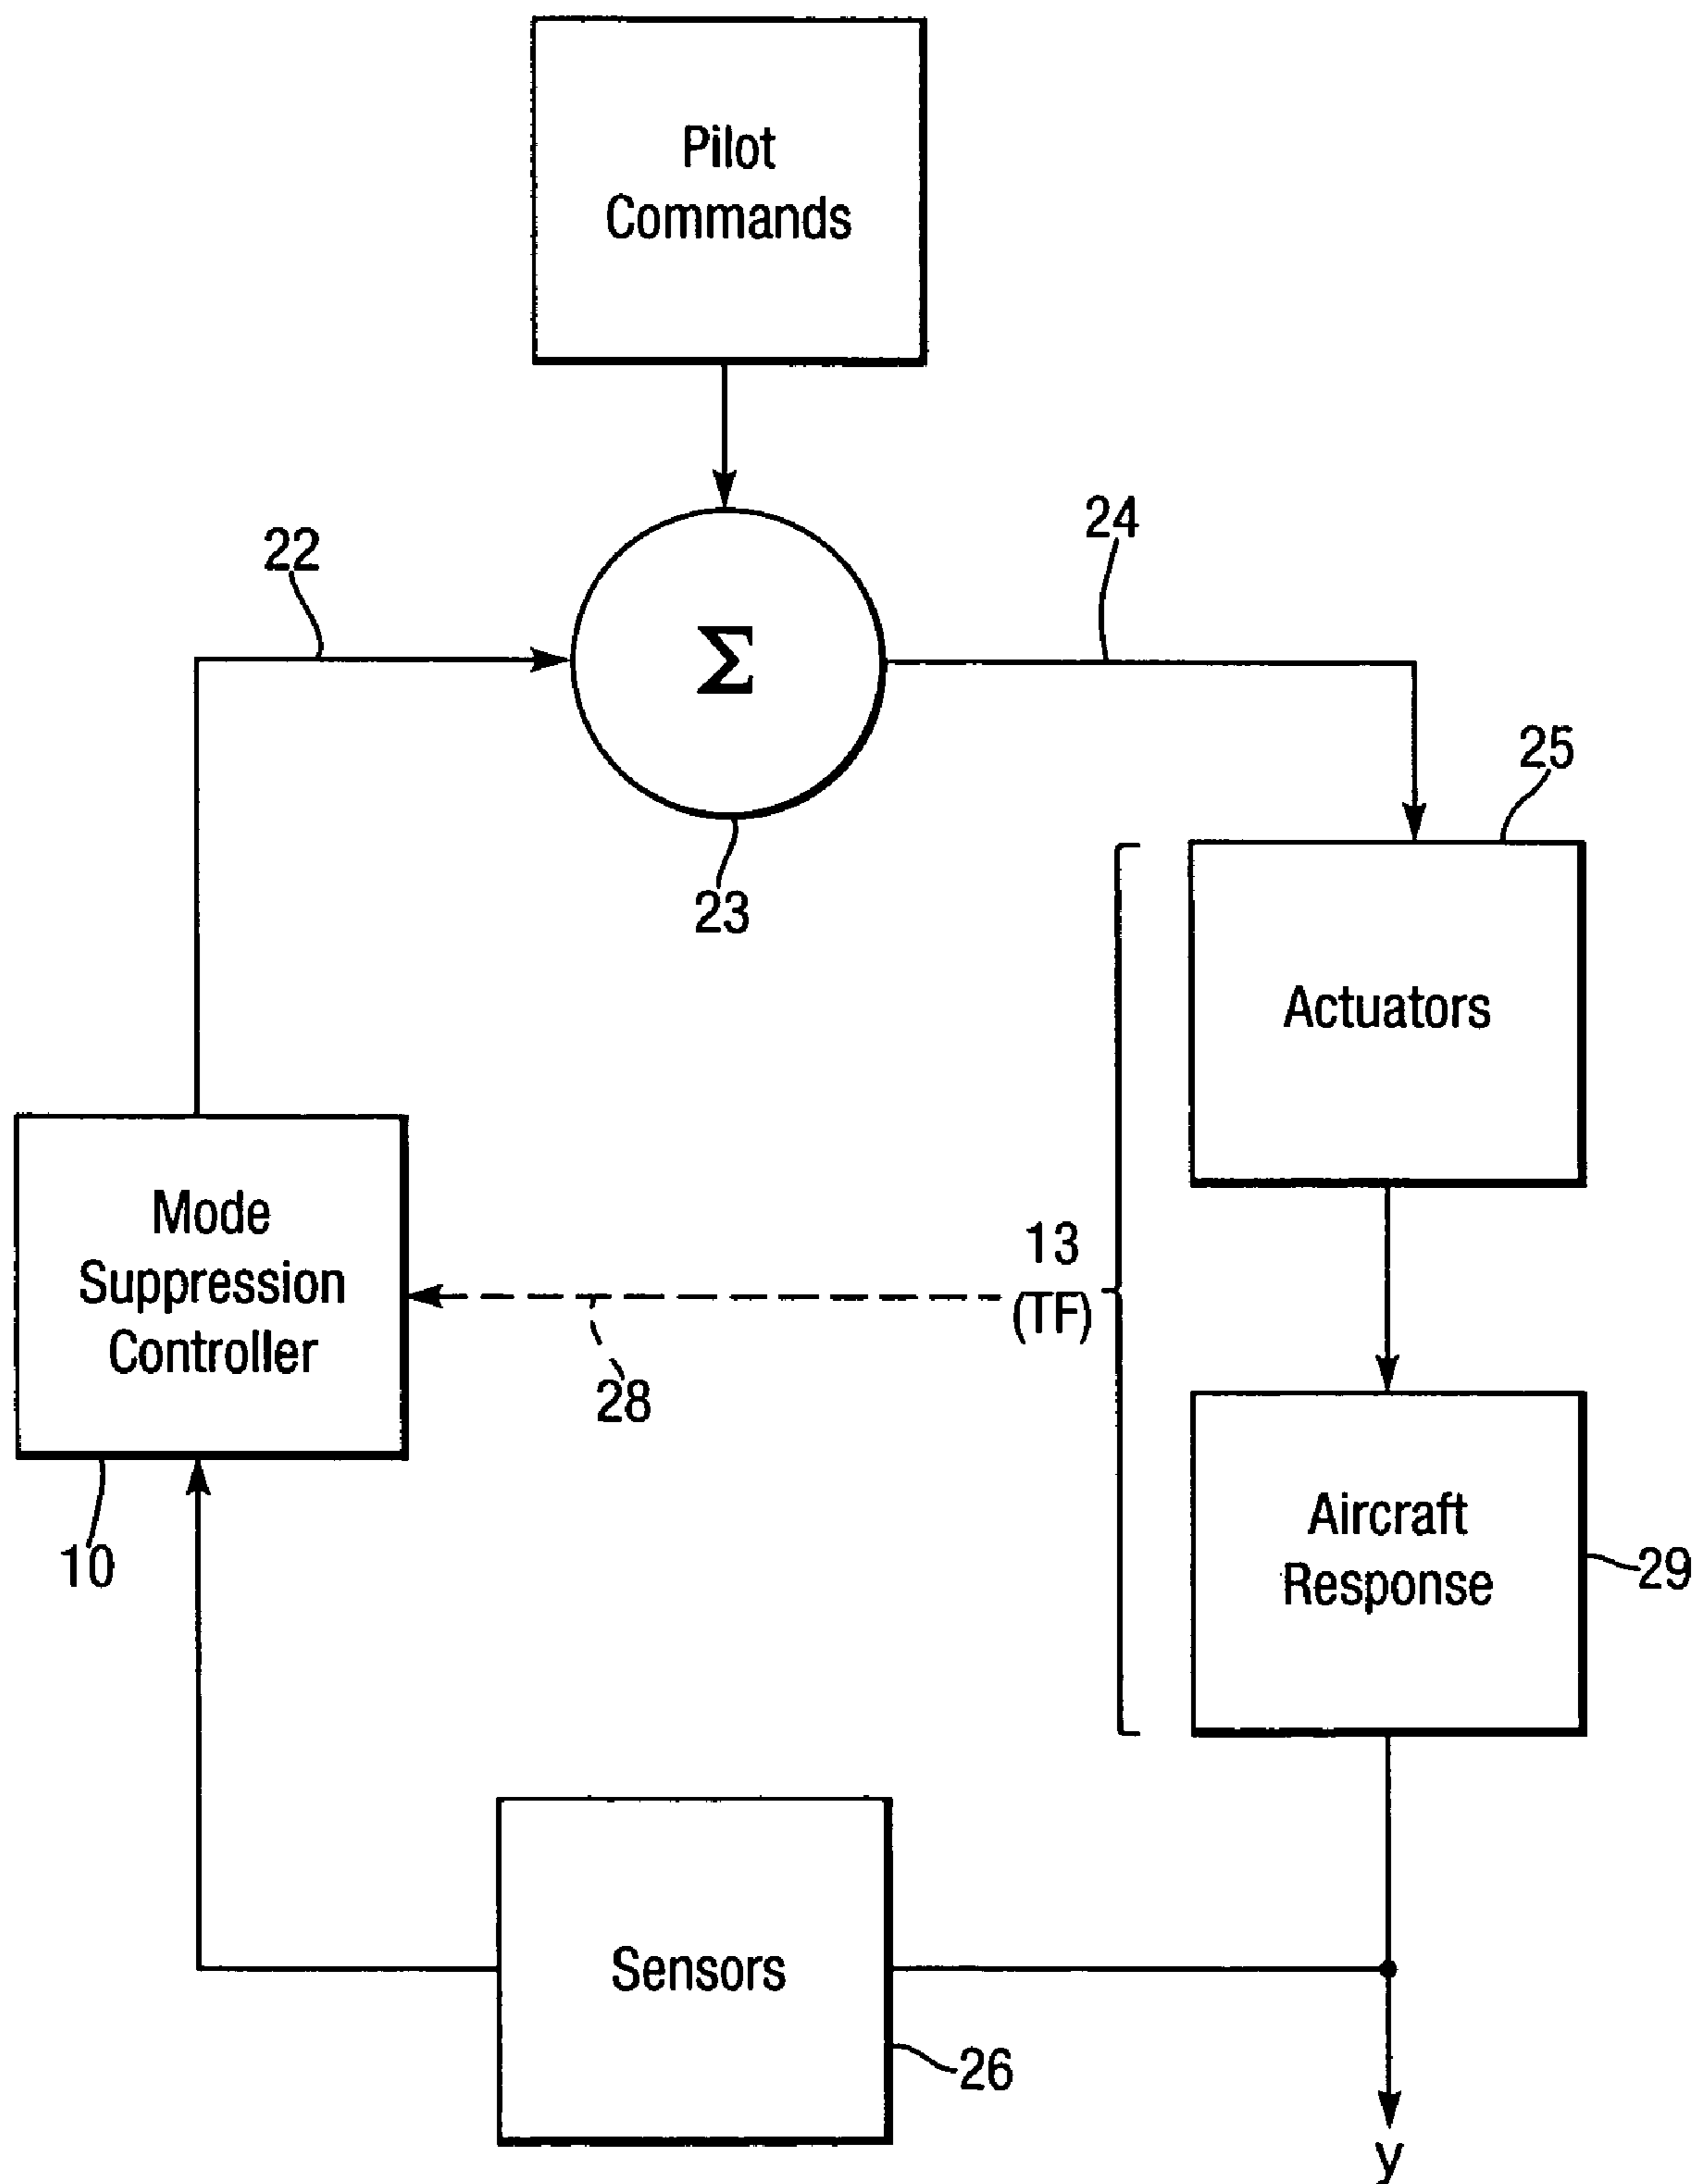 Pilot
Commands
22
24
Σ
25
23
Actuators
Mode
Suppression
Controller
13
(TF)
28
Aircraft
Response
10
29
Sensors
26
y